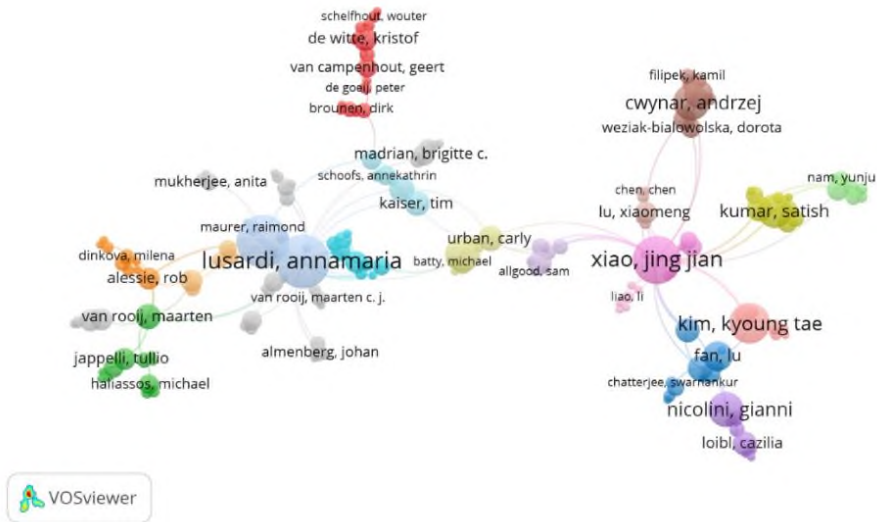 schelfhout, wouter
de witte, kristof
van campenhout, geert
de goeij, peter
brounen, dirk
madrian, brigitte c.
schoofs, annekathrin
mukherjee, anita
kaiser, tim
maurer, raimond
lusardi, annamaria
dinkova, milena
alessie, rob
van rooij, maarten c. j.
van rooij, maarten
almenberg, johan
jappelli, tullio
haliassos, michael
urban, carly
batty, michael
allgood, sam
filipek, kamil
cwynar, andrzej
weziak-bialowolska, dorota
chen, chen
lu, xiaomeng
nam, yunju
kumar, satish
xiao, jing jian
liao, li
kim, kyoung tae
fan, lu
chatterjee, swarnankur
nicolini, gianni
loibl, cazilia
VOSviewer